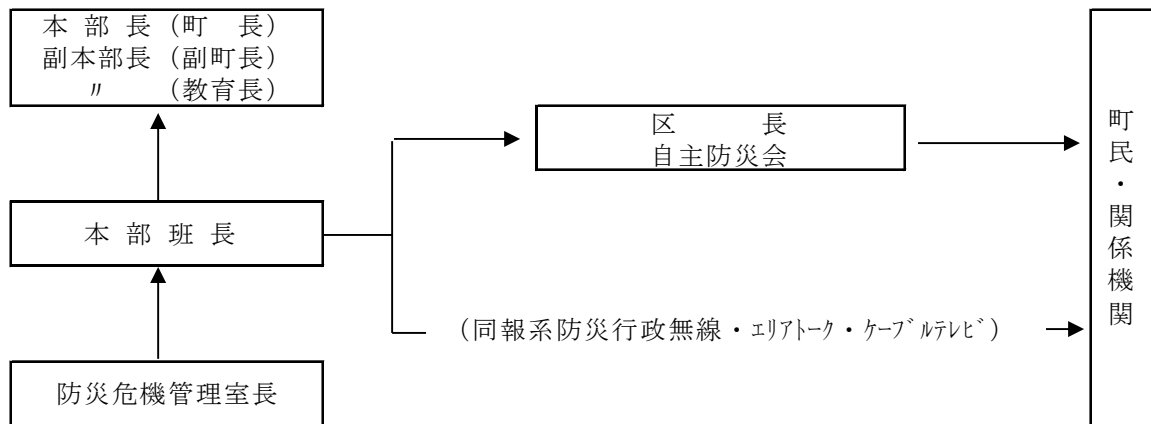 本 部 長（町　長）
副本部長（副町長）
〃　（教育長）
区　　長
自主防災会
本 部 班 長
（同報系防災行政無線・ｴﾘｱﾄｰｸ・ｹｰﾌﾞﾙﾃﾚﾋﾞ）
防災危機管理室長
町民・関係機関